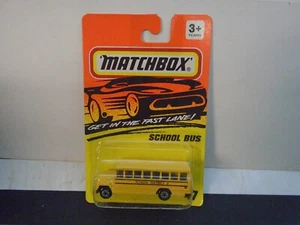 3+
MATCHBOX®
GET IN THE FAST LANE!
SCHOOL BUS